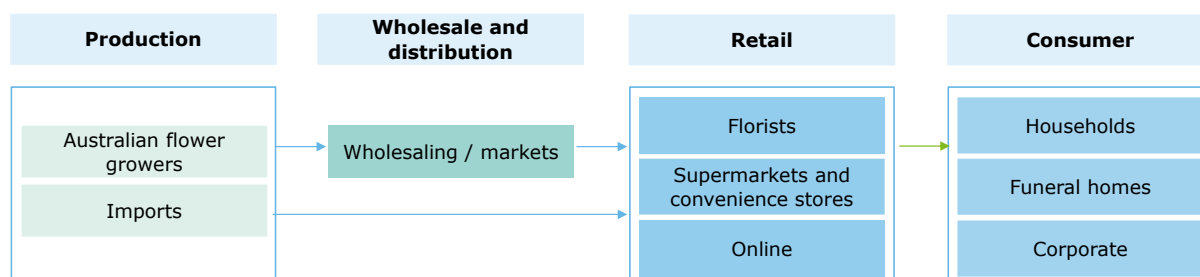 Production
Wholesale and
distribution
Retail
Consumer
Australian flower
growers
Imports
Wholesaling / markets
Florists
Supermarkets and
convenience stores
Online
Households
Funeral homes
Corporate